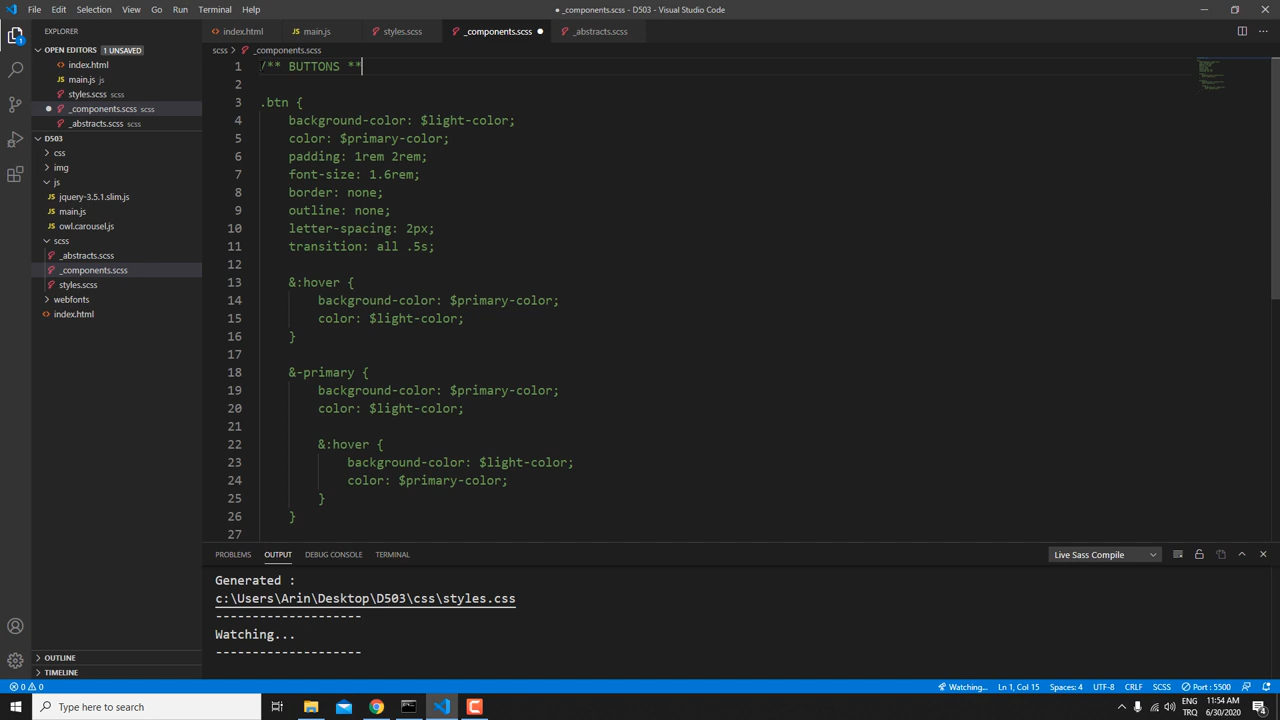 File Edit Selection View Go Run Terminal Help
● _components.scss - D503 - Visual Studio Code
EXPLORER
index.html main.js styles.scss _components.scss _abstracts.scss
OPEN EDITORS 1 UNSAVED
scss > _components.scss
index.html
main.js js
styles.scss scss
_components.scss scss
_abstracts.scss scss
D503
css
img
js
jquery-3.5.1.slim.js
main.js
owl.carousel.js
scss
_abstracts.scss
_components.scss
styles.scss
webfonts
index.html
OUTLINE
TIMELINE
1 /** BUTTONS **
2
3 .btn {
4 background-color: $light-color;
5 color: $primary-color;
6 padding: 1rem 2rem;
7 font-size: 1.6rem;
8 border: none;
9 outline: none;
10 letter-spacing: 2px;
11 transition: all .5s;
12
13 &:hover {
14 background-color: $primary-color;
15 color: $light-color;
16 }
17
18 &-primary {
19 background-color: $primary-color;
20 color: $light-color;
21
22 &:hover {
23 background-color: $light-color;
24 color: $primary-color;
25 }
26 }
27
PROBLEMS OUTPUT DEBUG CONSOLE TERMINAL
Live Sass Compile
Generated :
c:\Users\Arin\Desktop\D503\css\styles.css
--------------------
Watching...
--------------------
0 0
Watching... Ln 1, Col 15 Spaces: 4 UTF-8 CRLF SCSS Port : 5500
Type here to search
ENG
TRQ
11:54 AM
6/30/2020